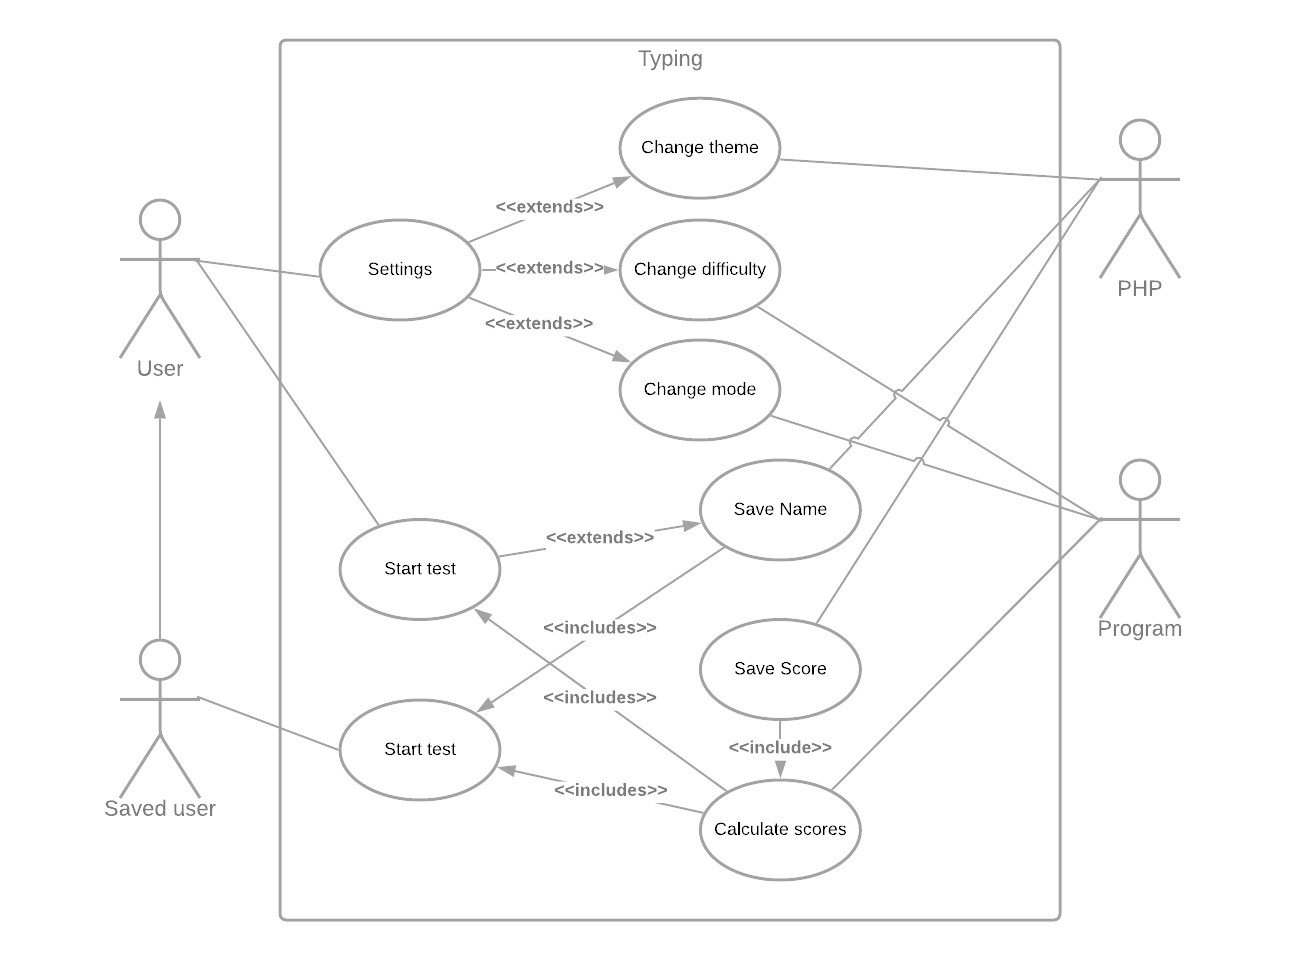 Typing
Change theme
<<extends>>
Settings
<<extends>>
Change difficulty
PHP
<<extends>>
User
Change mode
Save Name
<<extends>>
Start test
<<includes>>
Program
Save Score
<<includes>>
<<include>>
Start test
<<includes>>
Saved user
Calculate scores